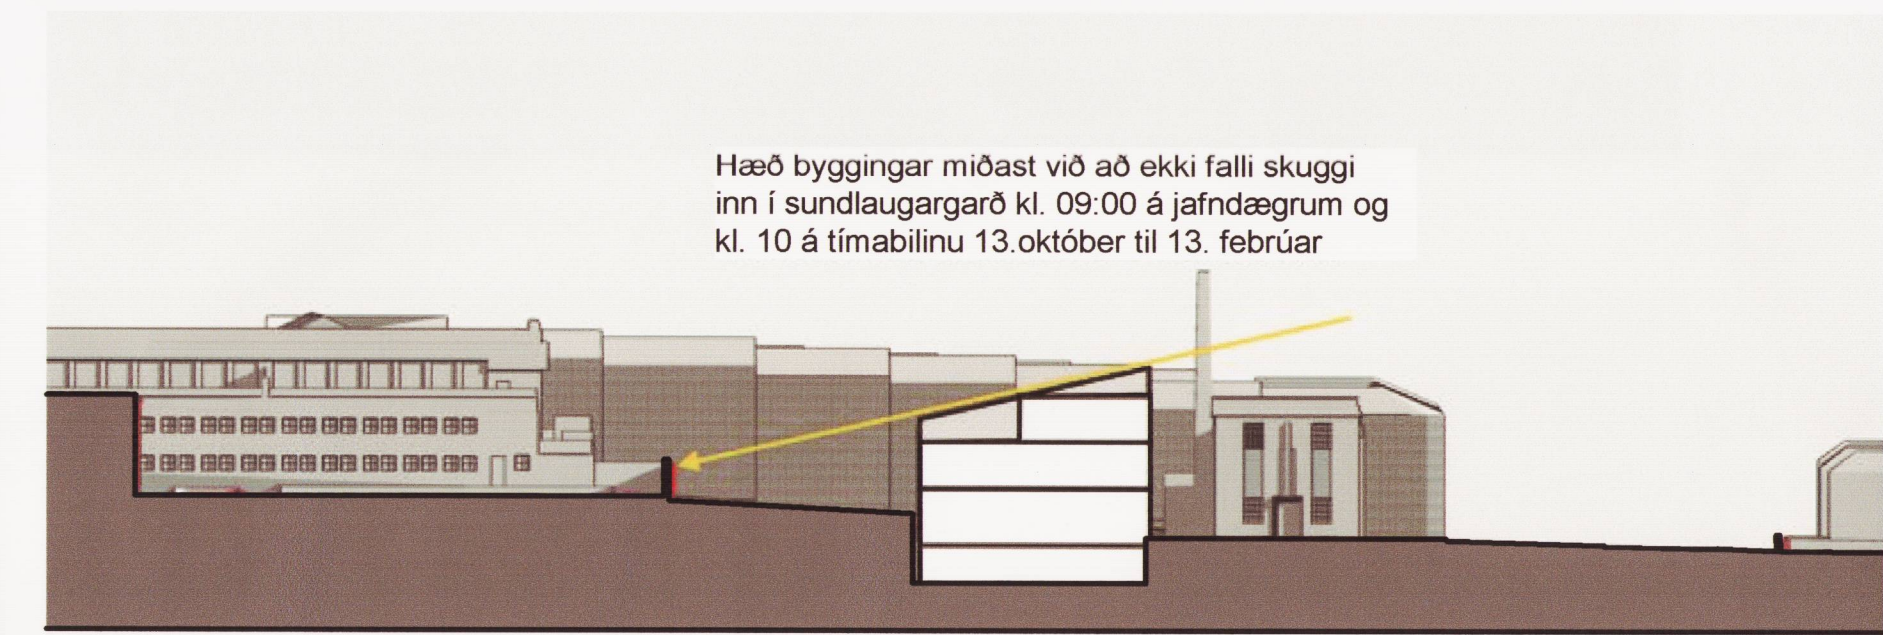 Hæð byggingar miðast við að ekki falli skuggi
inn í sundlaugargarð kl. 09:00 á jafndægrum og
kl. 10 á tímabilinu 13.október til 13. febrúar